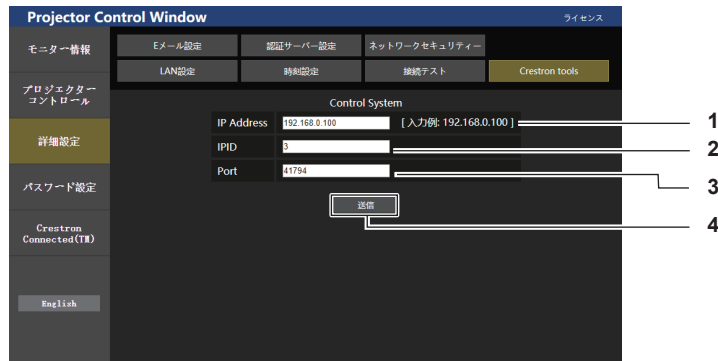 Projector Control Window
ライセンス
モニター情報
プロジェクター
コントロール
詳細設定
パスワード設定
Crestron
Connected(TM)
English
Eメール設定
認証サーバー設定
ネットワークセキュリティー
LAN設定
時刻設定
接続テスト
Crestron tools
Control System
IP Address 192.168.0.100 [ 入力例: 192.168.0.100 ]
IPID 3
Port 41794
送信
1
2
3
4